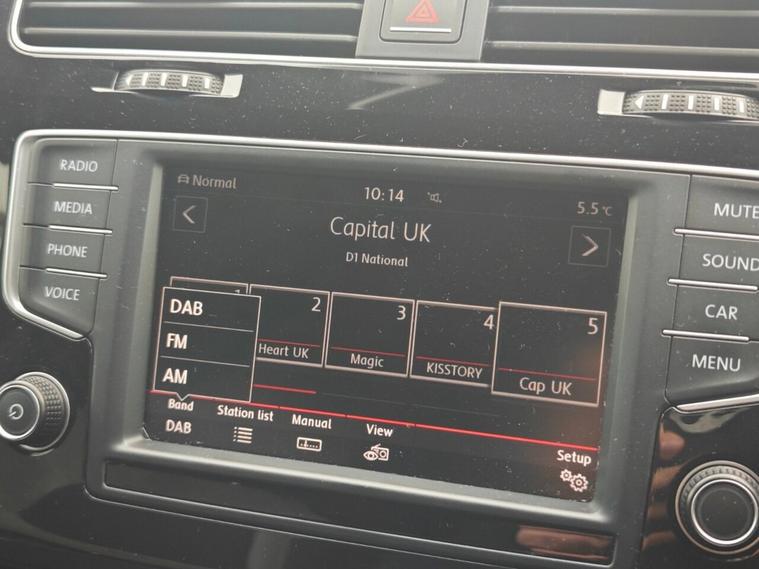 RADIO
MEDIA
PHONE
VOICE
MUTE
SOUND
CAR
MENU
Normal
10:14
5.5°C
Capital UK
D1 National
DAB
FM
AM
2
Heart UK
3
Magic
4
KISSTORY
5
Cap UK
Band
DAB
Station list
Manual
View
Setup